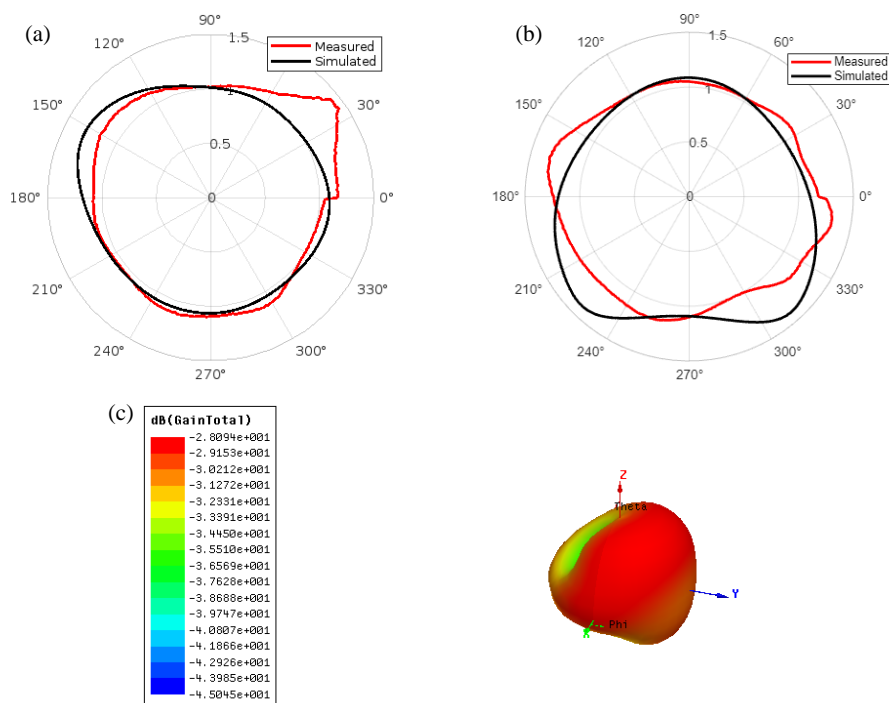 (a)
90°
120°
1.5
Measured
Simulated
1
150°
30°
0.5
180°
0
0°
210°
330°
240°
300°
270°
(b)
90°
120°
1.5
60°
Measured
Simulated
1
150°
30°
0.5
180°
0
0°
210°
330°
240°
300°
270°
(c)
dB(GainTotal)
-2.8094e+001
-2.9153e+001
-3.0212e+001
-3.1272e+001
-3.2331e+001
-3.3391e+001
-3.4450e+001
-3.5510e+001
-3.6569e+001
-3.7628e+001
-3.8688e+001
-3.9747e+001
-4.0807e+001
-4.1866e+001
-4.2926e+001
-4.3985e+001
-4.5045e+001
Z
Theta
Y
X
Phi